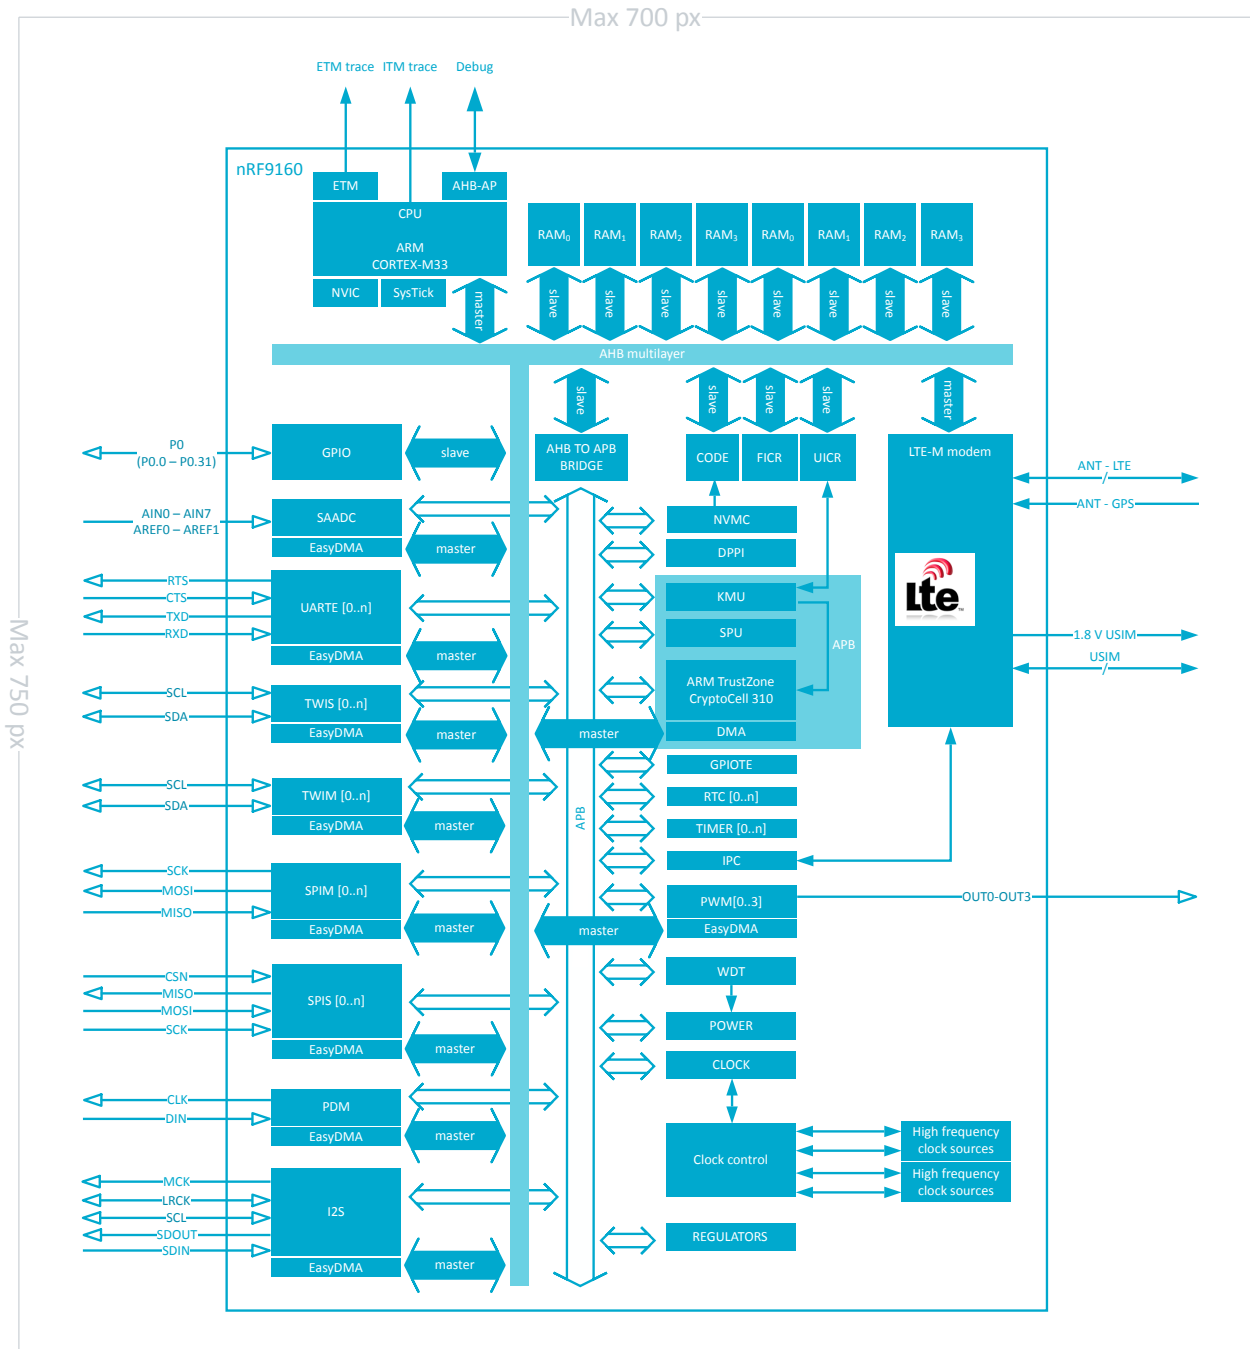 Max 700 px
Max 750 px
ETM trace
ITM trace
Debug
nRF9160
ETM
AHB-AP
CPU
ARM
CORTEX-M33
NVIC
SysTick
master
RAM0
RAM1
RAM2
RAM3
RAM0
RAM1
RAM2
RAM3
slave
slave
slave
slave
slave
slave
slave
slave
AHB multilayer
slave
slave
slave
slave
master
P0
(P0.0 – P0.31)
GPIO
slave
AHB TO APB
BRIDGE
CODE
FICR
UICR
LTE-M modem
ANT - LTE
ANT - GPS
AIN0 – AIN7
AREF0 – AREF1
SAADC
EasyDMA
master
NVMC
DPPI
RTS
CTS
TXD
RXD
UARTE [0..n]
EasyDMA
master
KMU
SPU
APB
ARM TrustZone
CryptoCell 310
DMA
master
Lte
TM
1.8 V USIM
USIM
SCL
SDA
TWIS [0..n]
EasyDMA
master
GPIOTE
RTC [0..n]
TIMER [0..n]
IPC
APB
SCL
SDA
TWIM [0..n]
EasyDMA
master
SCK
MOSI
MISO
SPIM [0..n]
EasyDMA
master
master
PWM[0..3]
EasyDMA
OUT0-OUT3
CSN
MISO
MOSI
SCK
SPIS [0..n]
EasyDMA
master
WDT
POWER
CLOCK
CLK
DIN
PDM
EasyDMA
master
Clock control
High frequency
clock sources
High frequency
clock sources
MCK
LRCK
SCL
SDOUT
SDIN
I2S
EasyDMA
master
REGULATORS